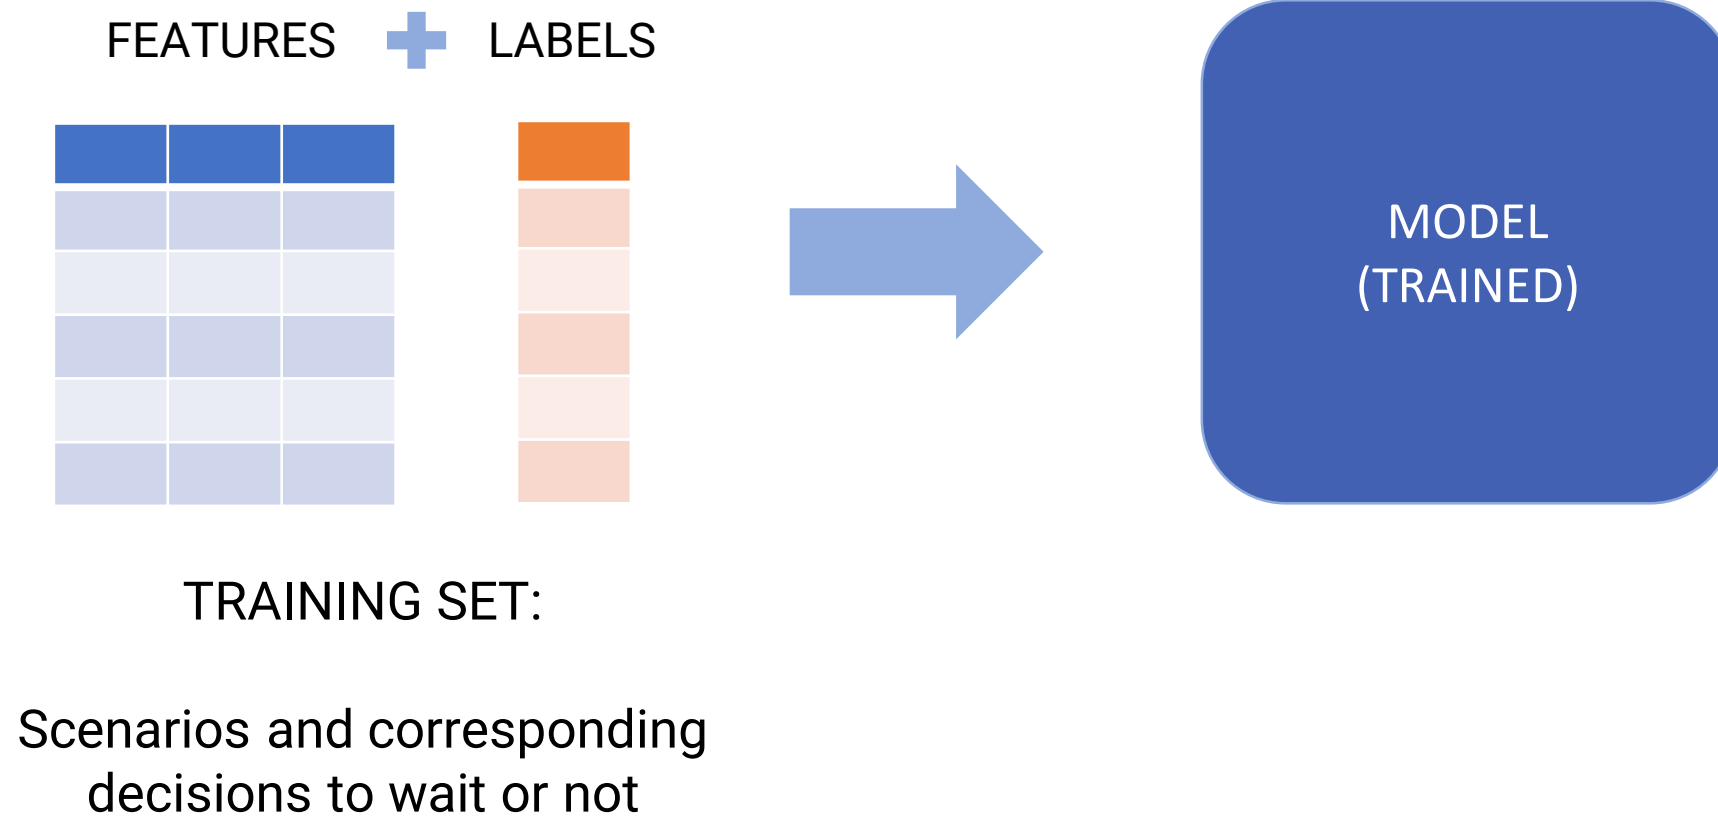 FEATURES LABELS
MODEL
(TRAINED)
TRAINING SET:
Scenarios and corresponding
decisions to wait or not